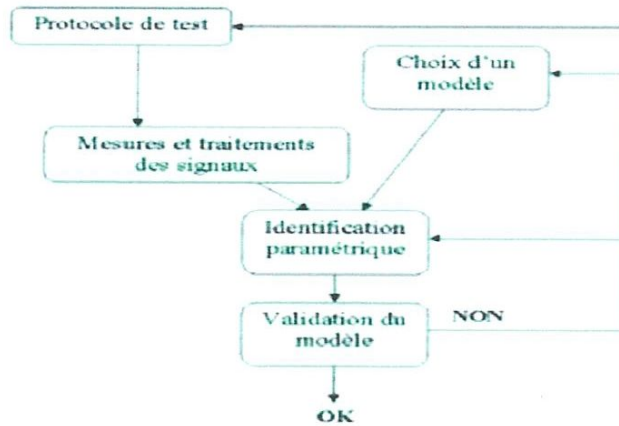 Protocole de test
Choix d'un
modèle
Mesures et traitements
des signaux
Identification
paramétrique
Validation du
modèle
NON
OK